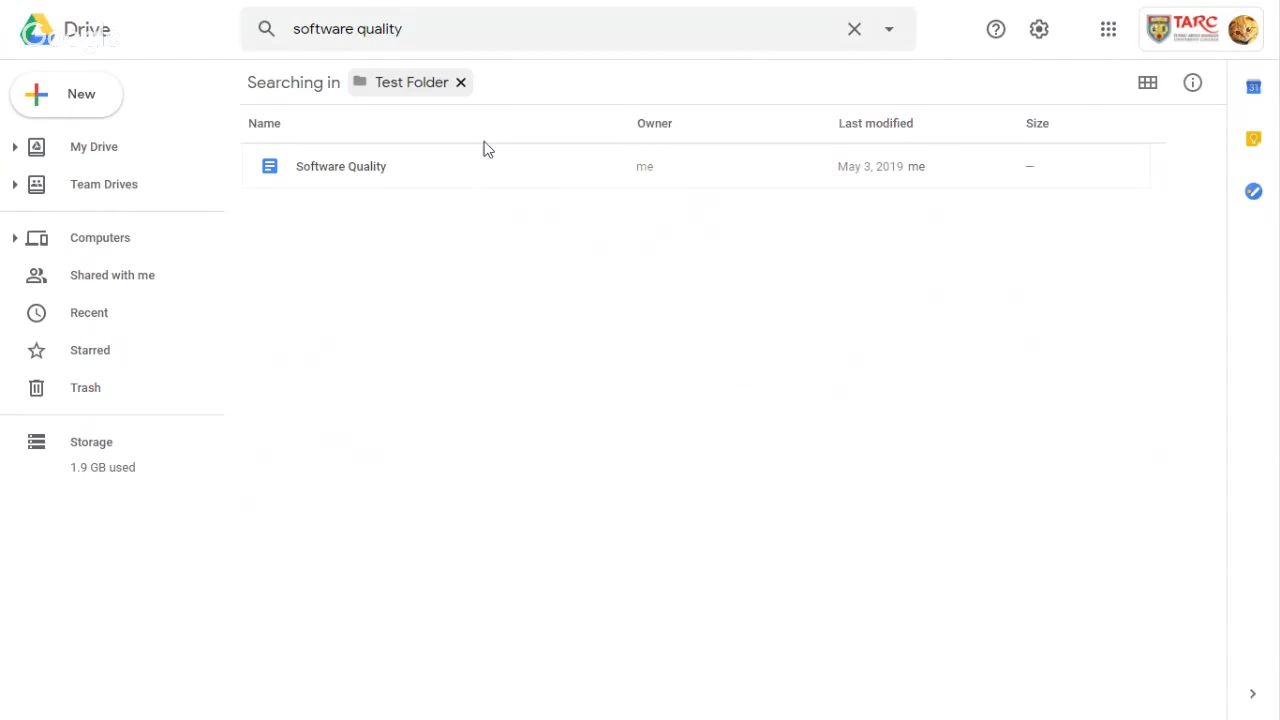 Drive
software quality
TARC
New
Searching in Test Folder
Name Owner Last modified Size
Software Quality me May 3, 2019 me –
My Drive
Team Drives
Computers
Shared with me
Recent
Starred
Trash
Storage
1.9 GB used
31